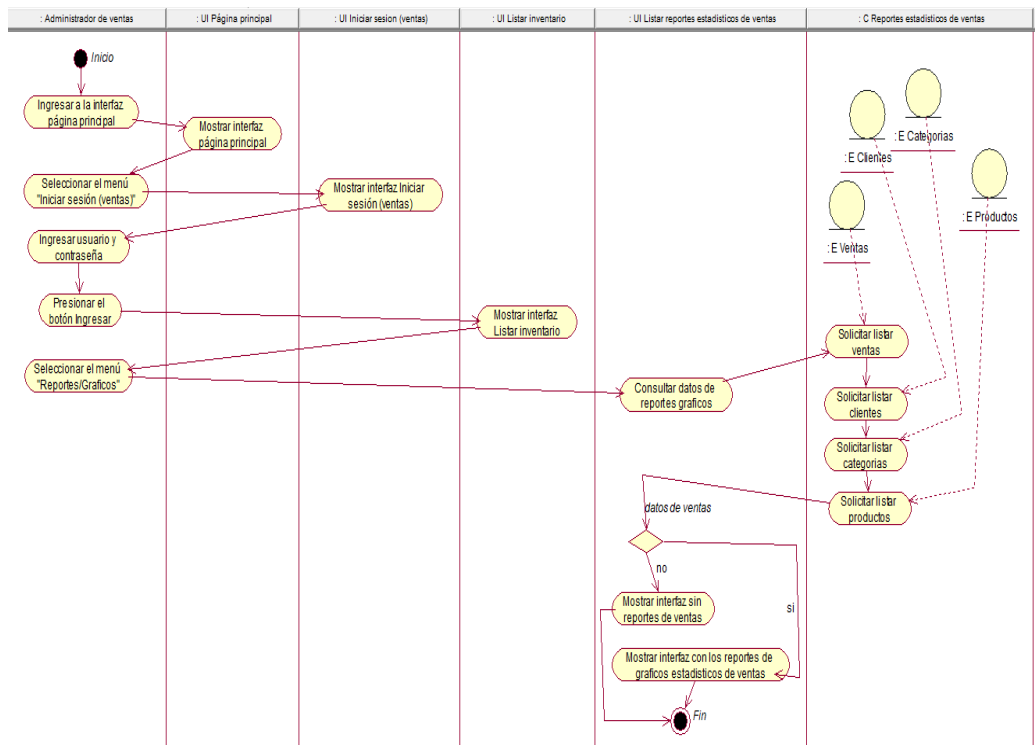 : Administrador de ventas
: UI Página principal
: UI Iniciar sesion (ventas)
: UI Listar inventario
: UI Listar reportes estadisticos de ventas
: C Reportes estadísticos de ventas
Inicio
Ingresar a la interfaz
página principal
Mostrar interfaz
página principal
: E Categorias
: E Clientes
Seleccionar el menú
"Iniciar sesión (ventas)"
Mostrar interfaz Iniciar
sesión (ventas)
: E Productos
Ingresar usuario y
contraseña
: E Ventas
Presionar el
botón Ingresar
Mostrar interfaz
Listar inventario
Solicitar listar
ventas
Seleccionar el menú
"Reportes/Graficos"
Consultar datos de
reportes graficos
Solicitar listar
clientes
Solicitar listar
categorias
Solicitar listar
productos
datos de ventas
no
si
Mostrar interfaz sin
reportes de ventas
Mostrar interfaz con los reportes de
graficos estadísticos de ventas
Fin